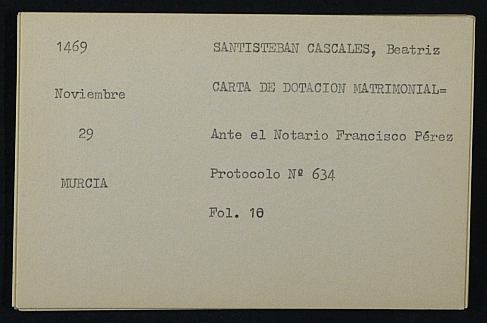 1469
SANTISTEBAN CASCALES, Beatriz
Noviembre
CARTA DE DOTACION MATRIMONIAL=
29
Ante el Notario Francisco Pérez
MURCIA
Protocolo Nº 634
Fol. 10